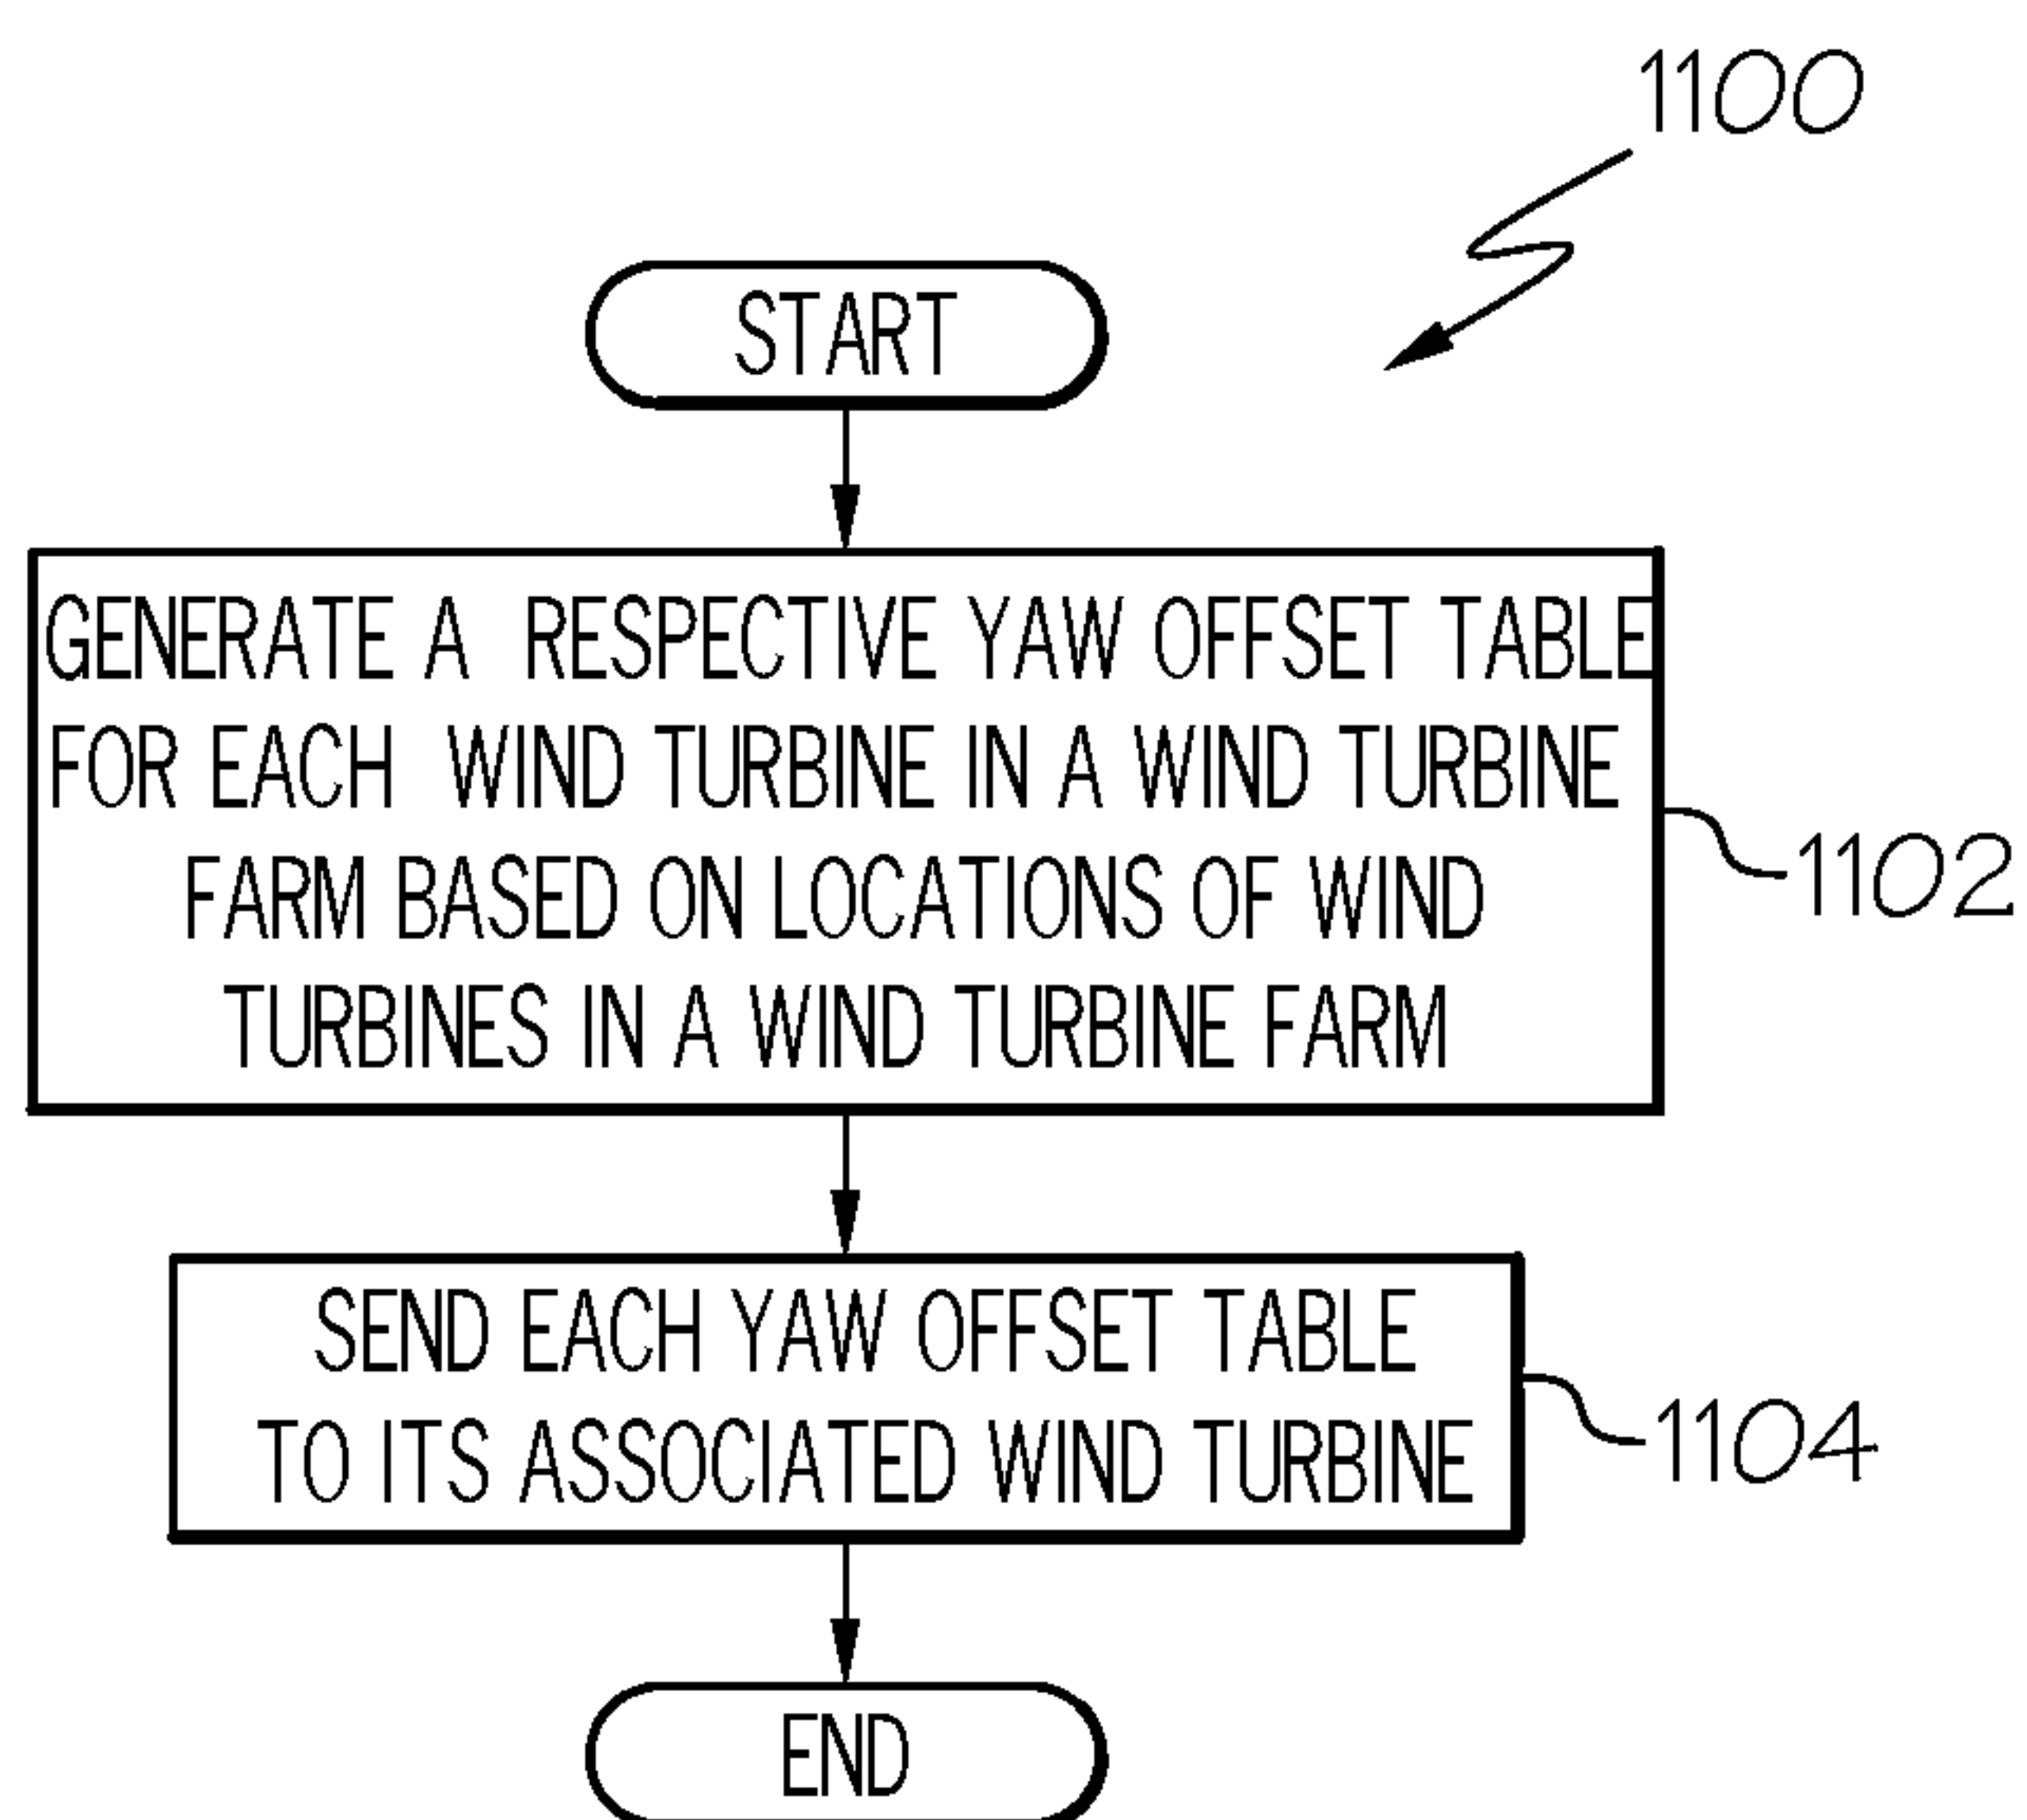 1100
START
GENERATE A RESPECTIVE YAW OFFSET TABLE
FOR EACH WIND TURBINE IN A WIND TURBINE
FARM BASED ON LOCATIONS OF WIND
TURBINES IN A WIND TURBINE FARM
1102
SEND EACH YAW OFFSET TABLE
TO ITS ASSOCIATED WIND TURBINE
1104
END